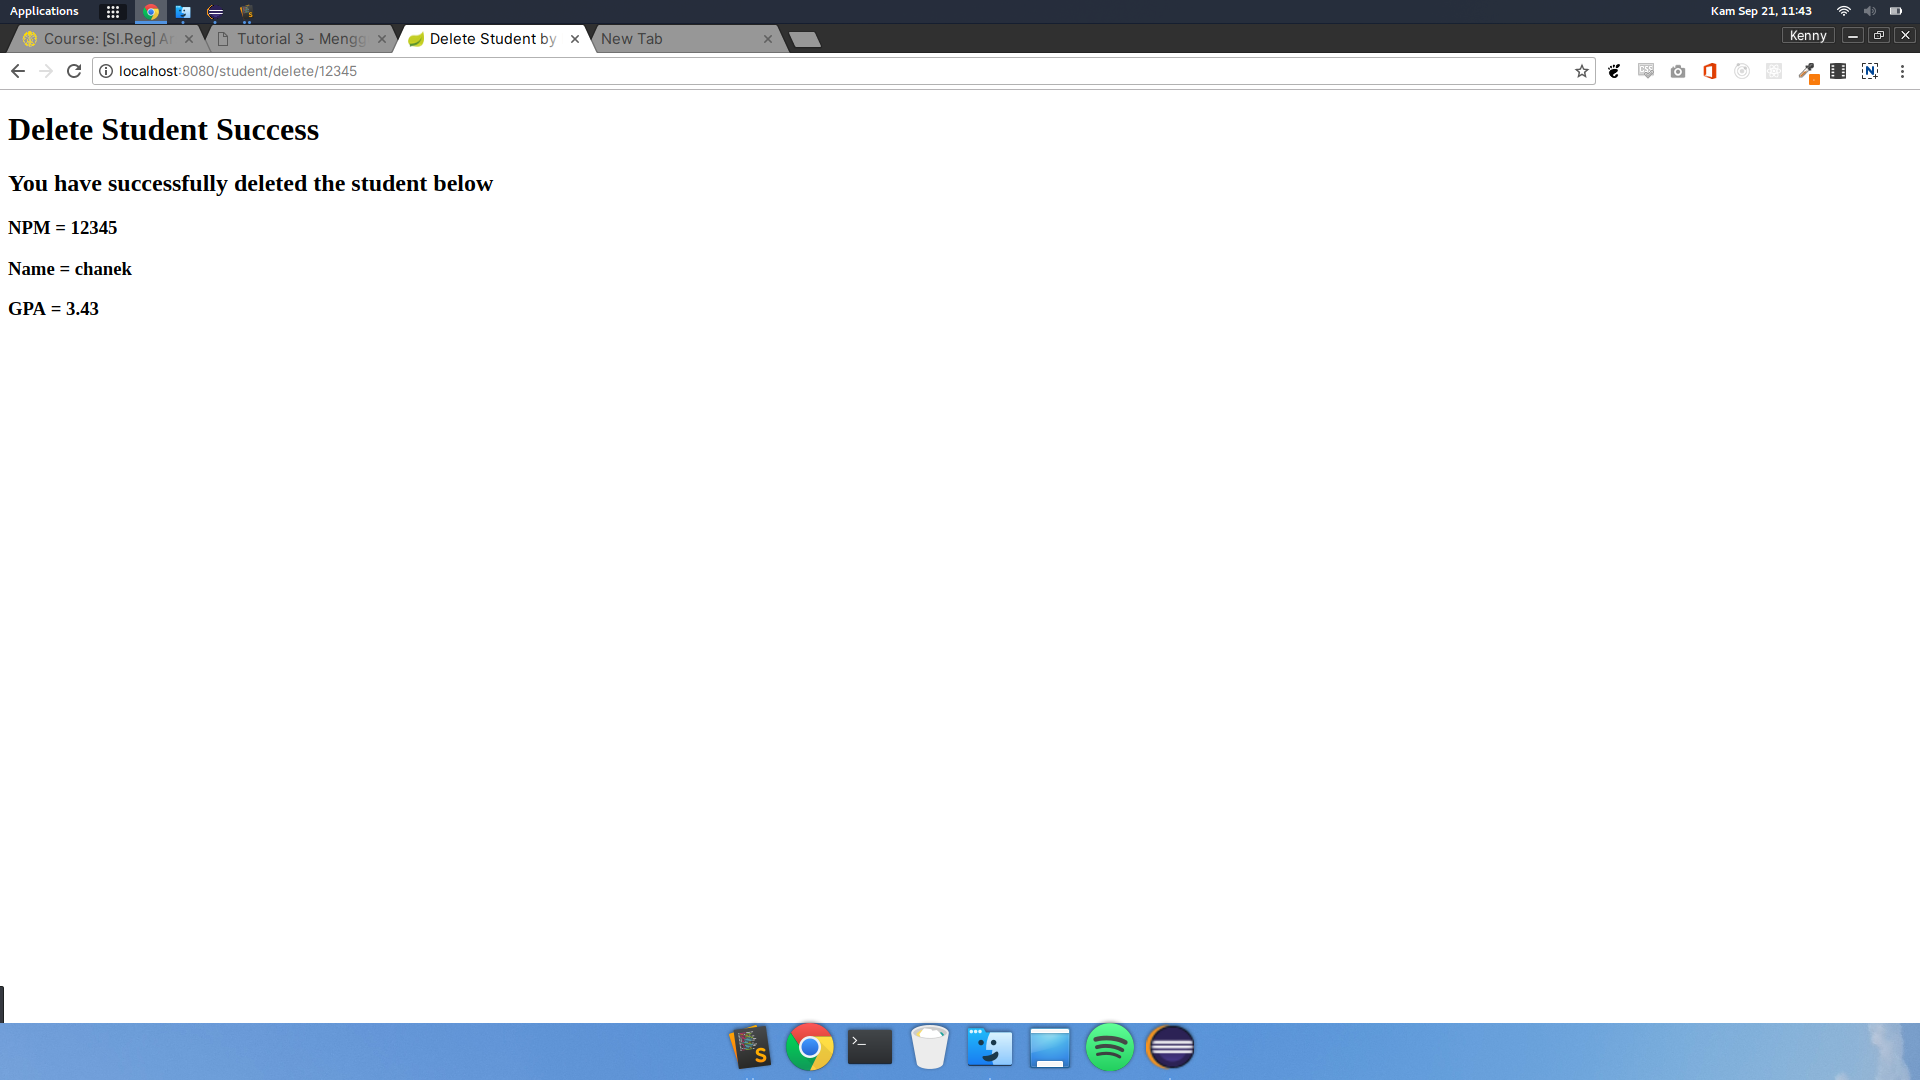 Applications
Kam Sep 21, 11:43
Course: [SI.Reg] Ar
Tutorial 3 - Mengg
Delete Student by
New Tab
Kenny
localhost:8080/student/delete/12345
Delete Student Success
You have successfully deleted the student below
NPM = 12345
Name = chanek
GPA = 3.43